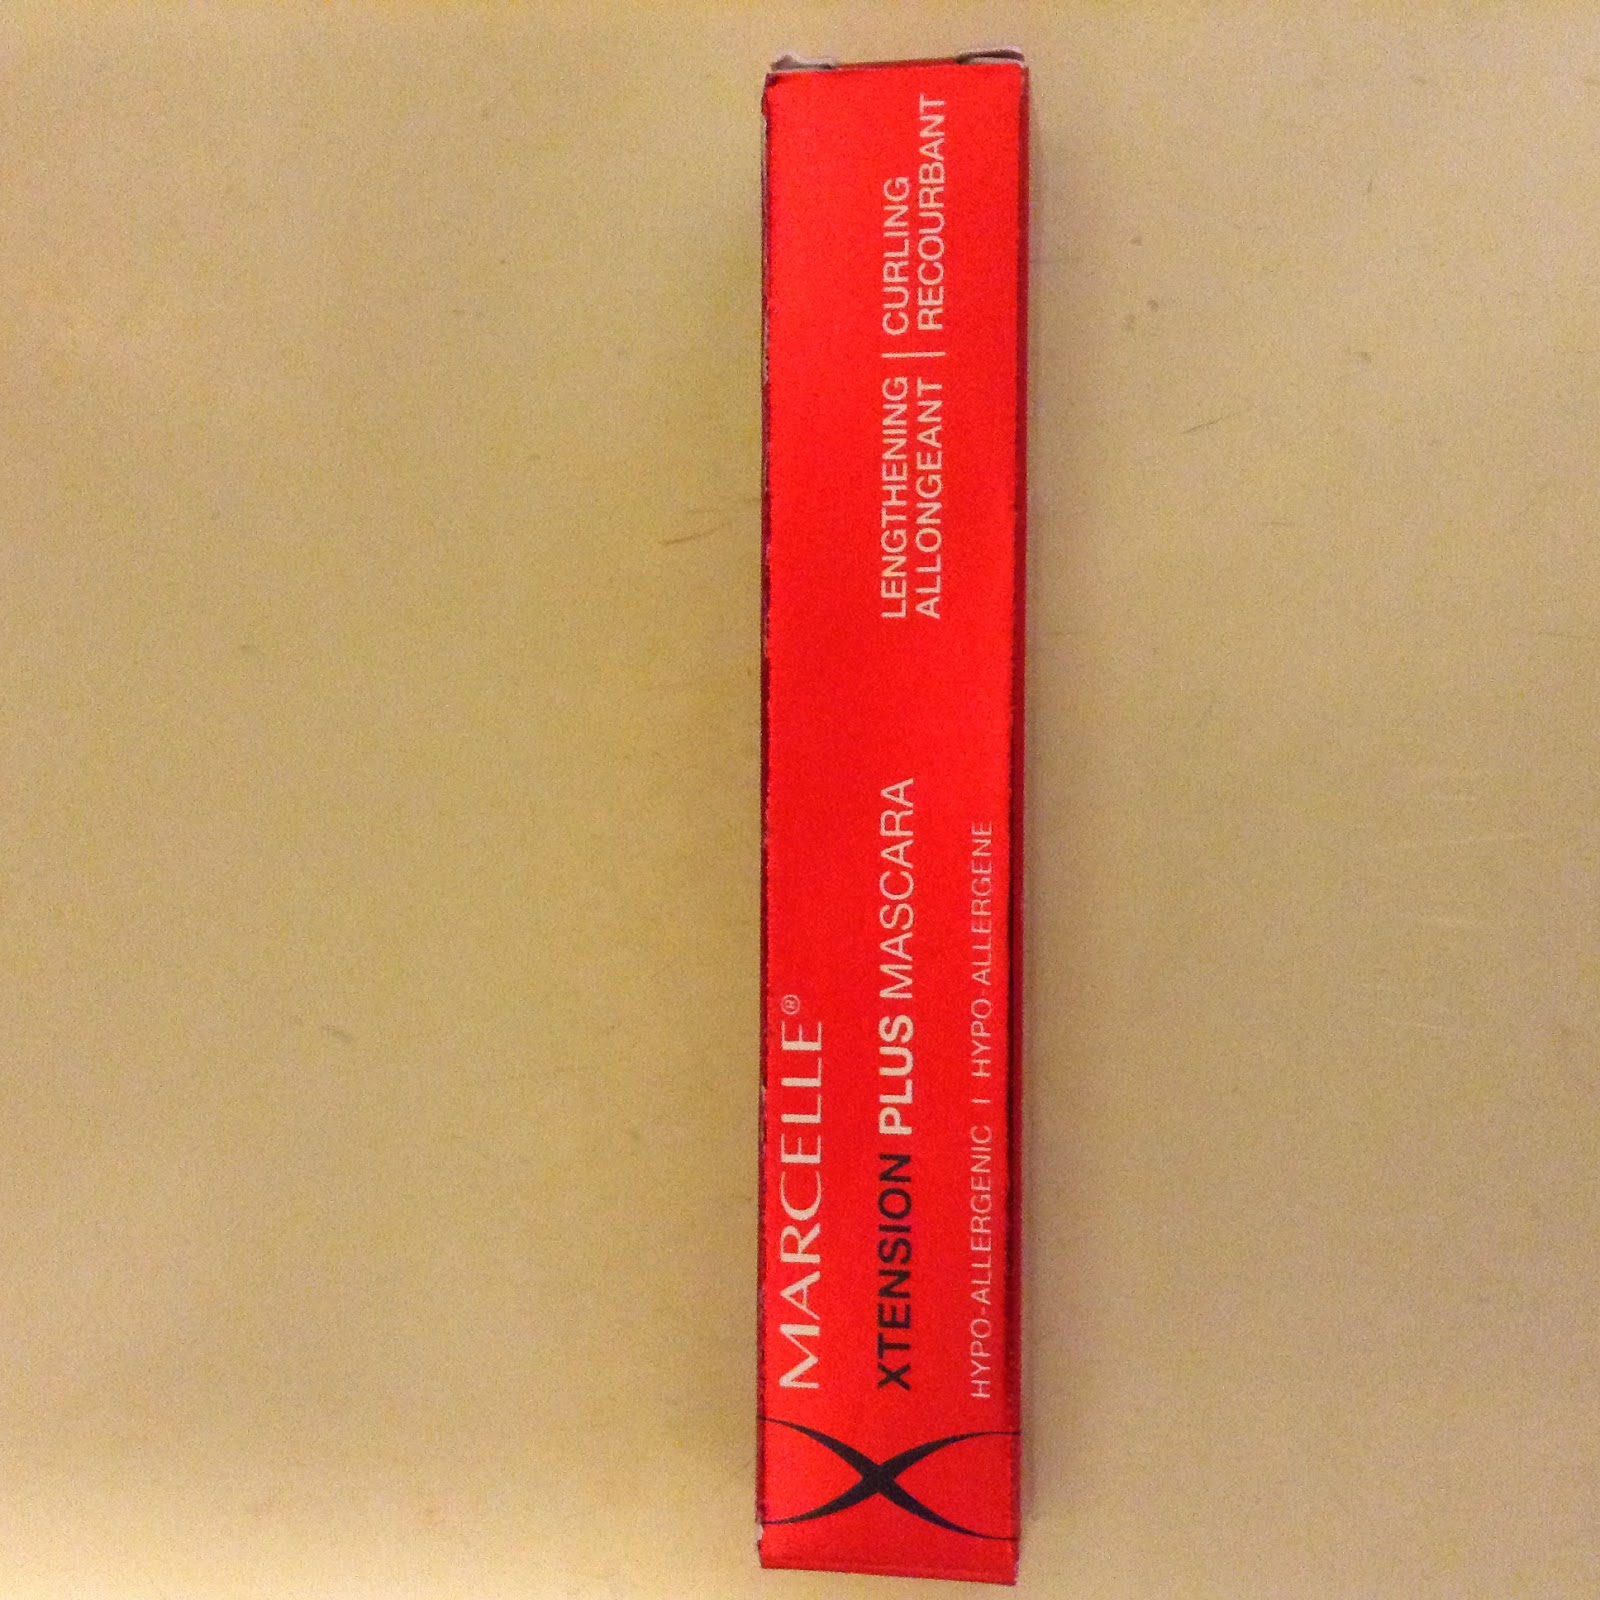 MARCELLE®
XTENSION PLUS MASCARA
HYPO-ALLERGENIC | HYPO-ALLERGENE
LENGTHENING | CURLING
ALLONGEANT | RECOURBANT